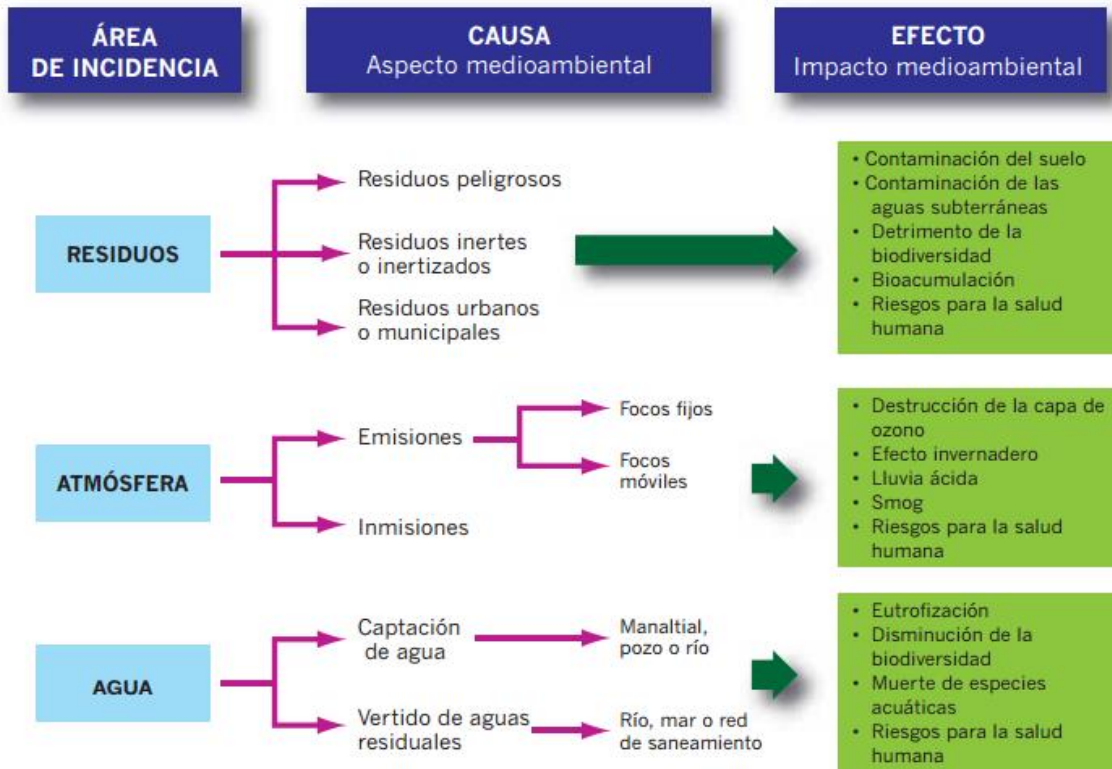 ÁREA
DE INCIDENCIA
CAUSA
Aspecto medioambiental
EFECTO
Impacto medioambiental
RESIDUOS
Residuos peligrosos
Residuos inertes
o inertizados
Residuos urbanos
o municipales
• Contaminación del suelo
• Contaminación de las
aguas subterráneas
• Detrimento de la
biodiversidad
• Bioacumulación
• Riesgos para la salud
humana
ATMÓSFERA
Emisiones
Focos fijos
Focos
móviles
Inmisiones
• Destrucción de la capa de
ozono
• Efecto invernadero
• Lluvia ácida
• Smog
• Riesgos para la salud
humana
AGUA
Captación
de agua
Manaltial,
pozo o río
Vertido de aguas
residuales
Río, mar o red
de saneamiento
• Eutrofización
• Disminución de la
biodiversidad
• Muerte de especies
acuáticas
• Riesgos para la salud
humana